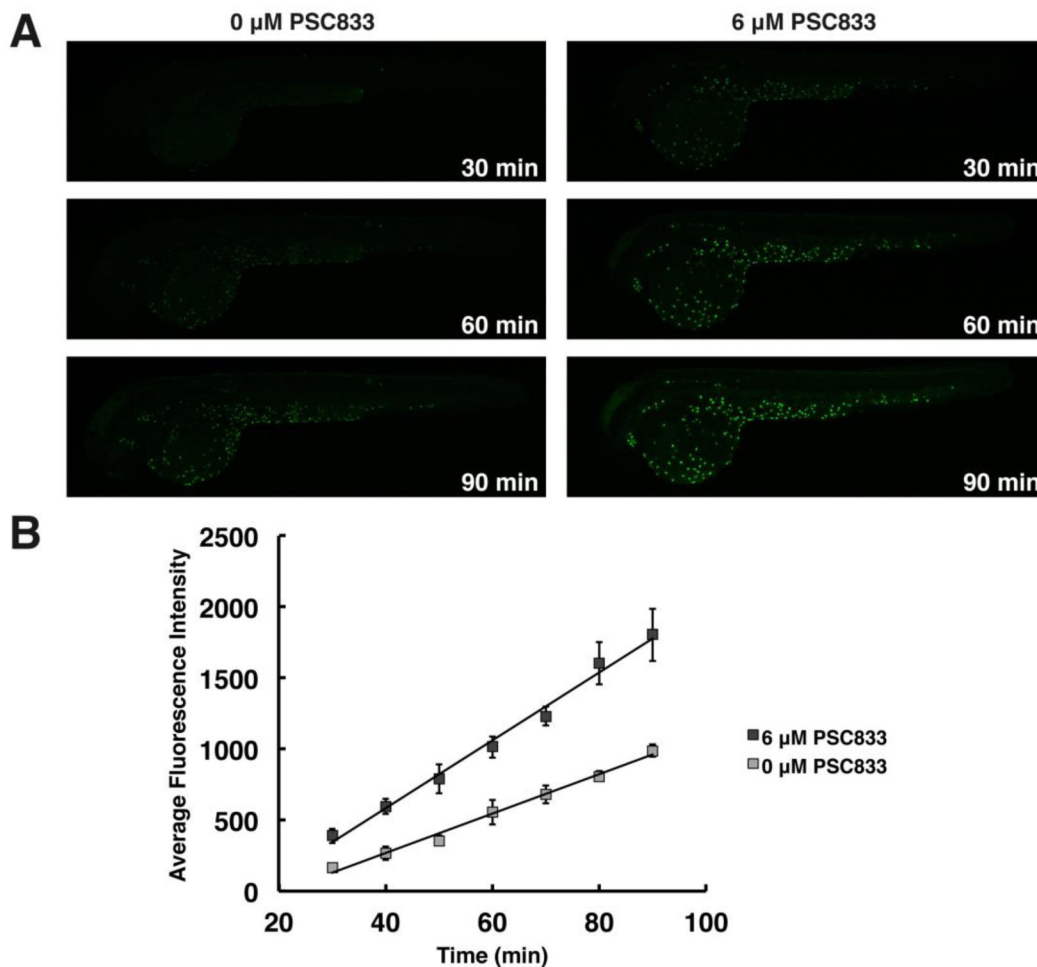 A
0 µM PSC833
6 µM PSC833
30 min
30 min
60 min
60 min
90 min
90 min
B
Average Fluorescence Intensity
2500
2000
1500
1000
500
0
20
40
60
80
100
Time (min)
6 µM PSC833
0 µM PSC833